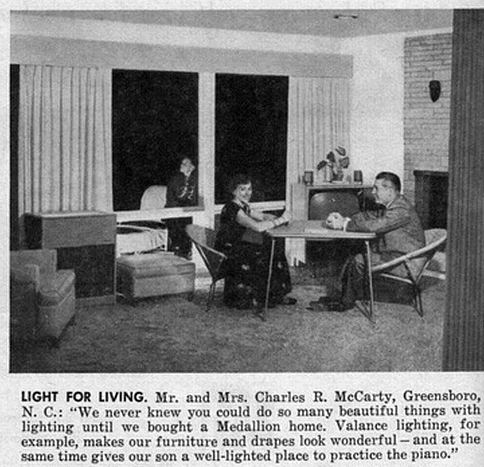 LIGHT FOR LIVING. Mr. and Mrs. Charles R. McCarty, Greensboro,
N. C.: “We never knew you could do so many beautiful things with
lighting until we bought a Medallion home. Valance lighting, for
example, makes our furniture and drapes look wonderful — and at the
same time gives our son a well-lighted place to practice the piano.”